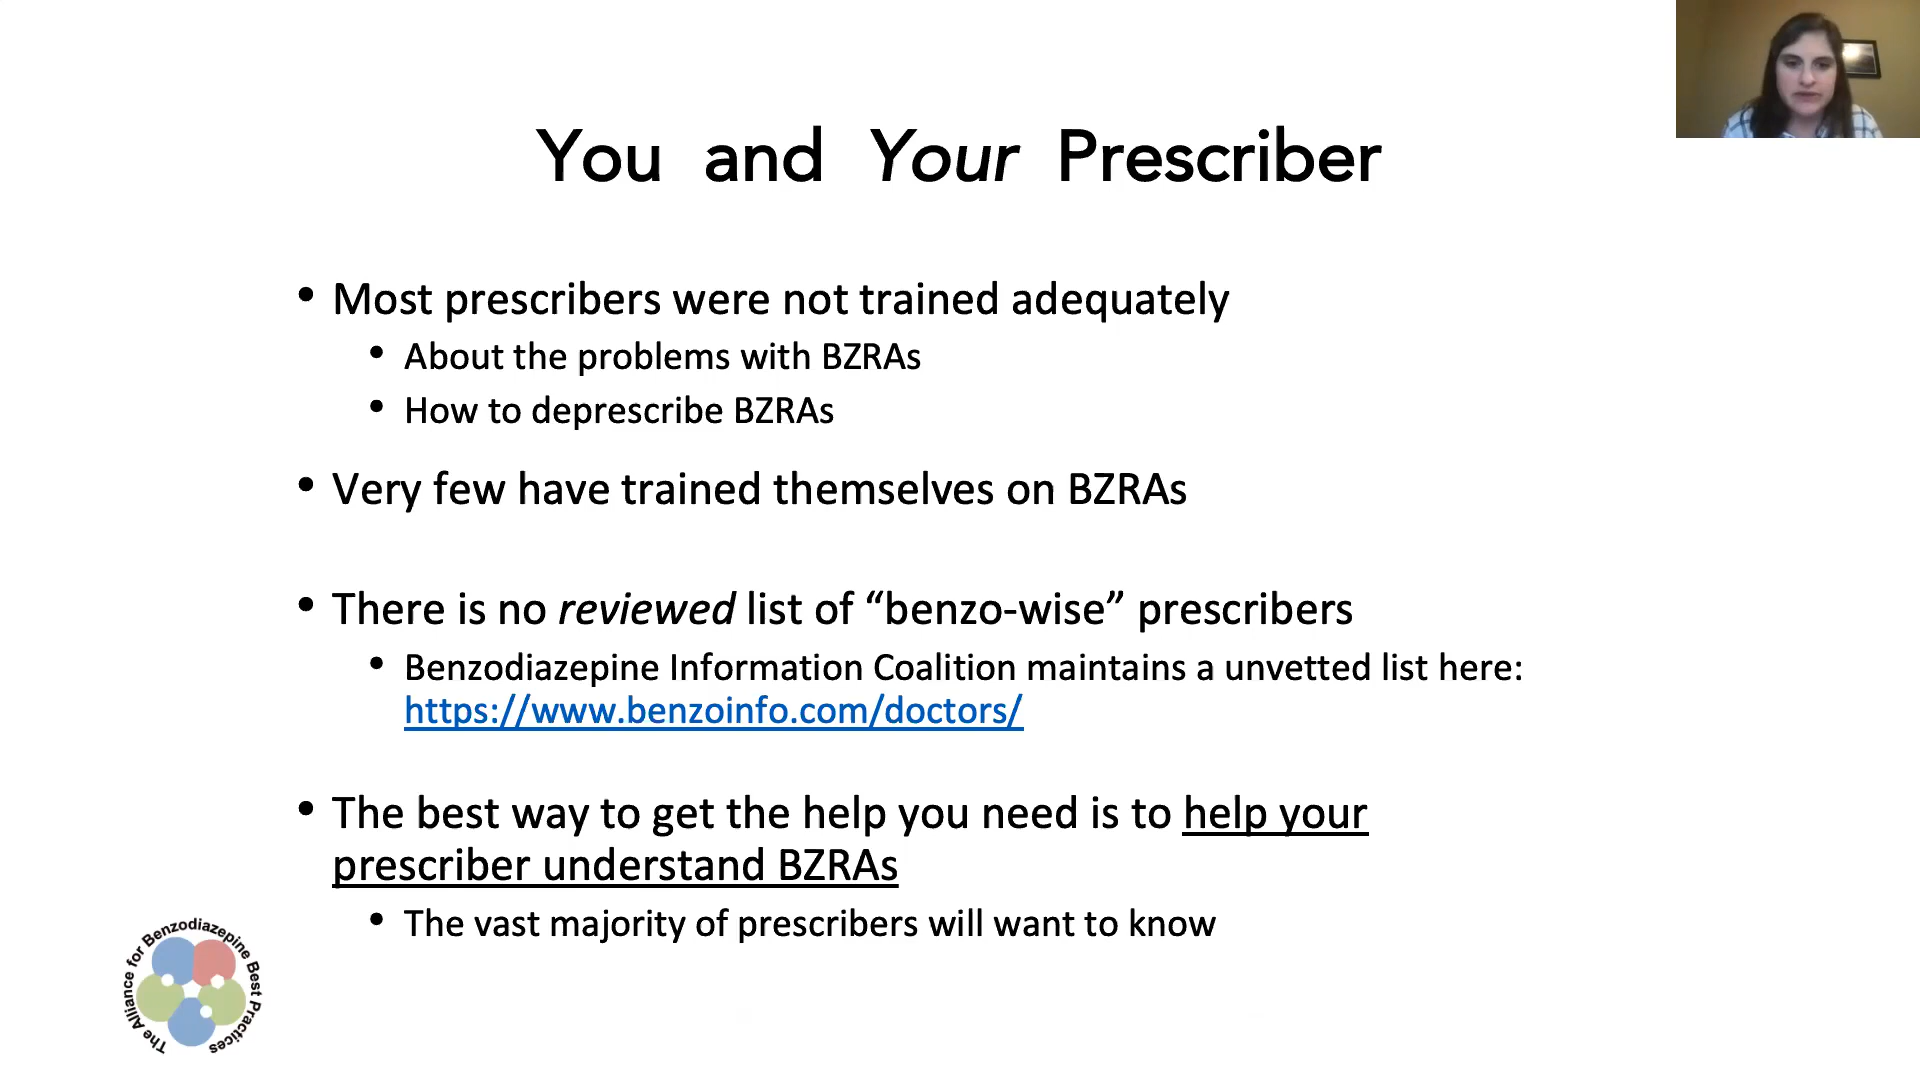 You and Your Prescriber
• Most prescribers were not trained adequately
• About the problems with BZRAs
• How to deprescribe BZRAs
• Very few have trained themselves on BZRAs
• There is no reviewed list of “benzo-wise” prescribers
• Benzodiazepine Information Coalition maintains a unvetted list here:
https://www.benzoinfo.com/doctors/
• The best way to get the help you need is to help your
prescriber understand BZRAs
• The vast majority of prescribers will want to know
The Alliance for Benzodiazepine Best Practices